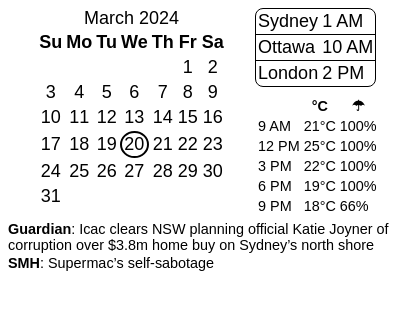 March 2024
Su Mo Tu We Th Fr Sa
1 2
3 4 5 6 7 8 9
10 11 12 13 14 15 16
17 18 19 20 21 22 23
24 25 26 27 28 29 30
31
Sydney 1 AM
Ottawa 10 AM
London 2 PM
°C ☂
9 AM 21°C 100%
12 PM 25°C 100%
3 PM 22°C 100%
6 PM 19°C 100%
9 PM 18°C 66%
Guardian: Icac clears NSW planning official Katie Joyner of
corruption over $3.8m home buy on Sydney’s north shore
SMH: Supermac’s self-sabotage